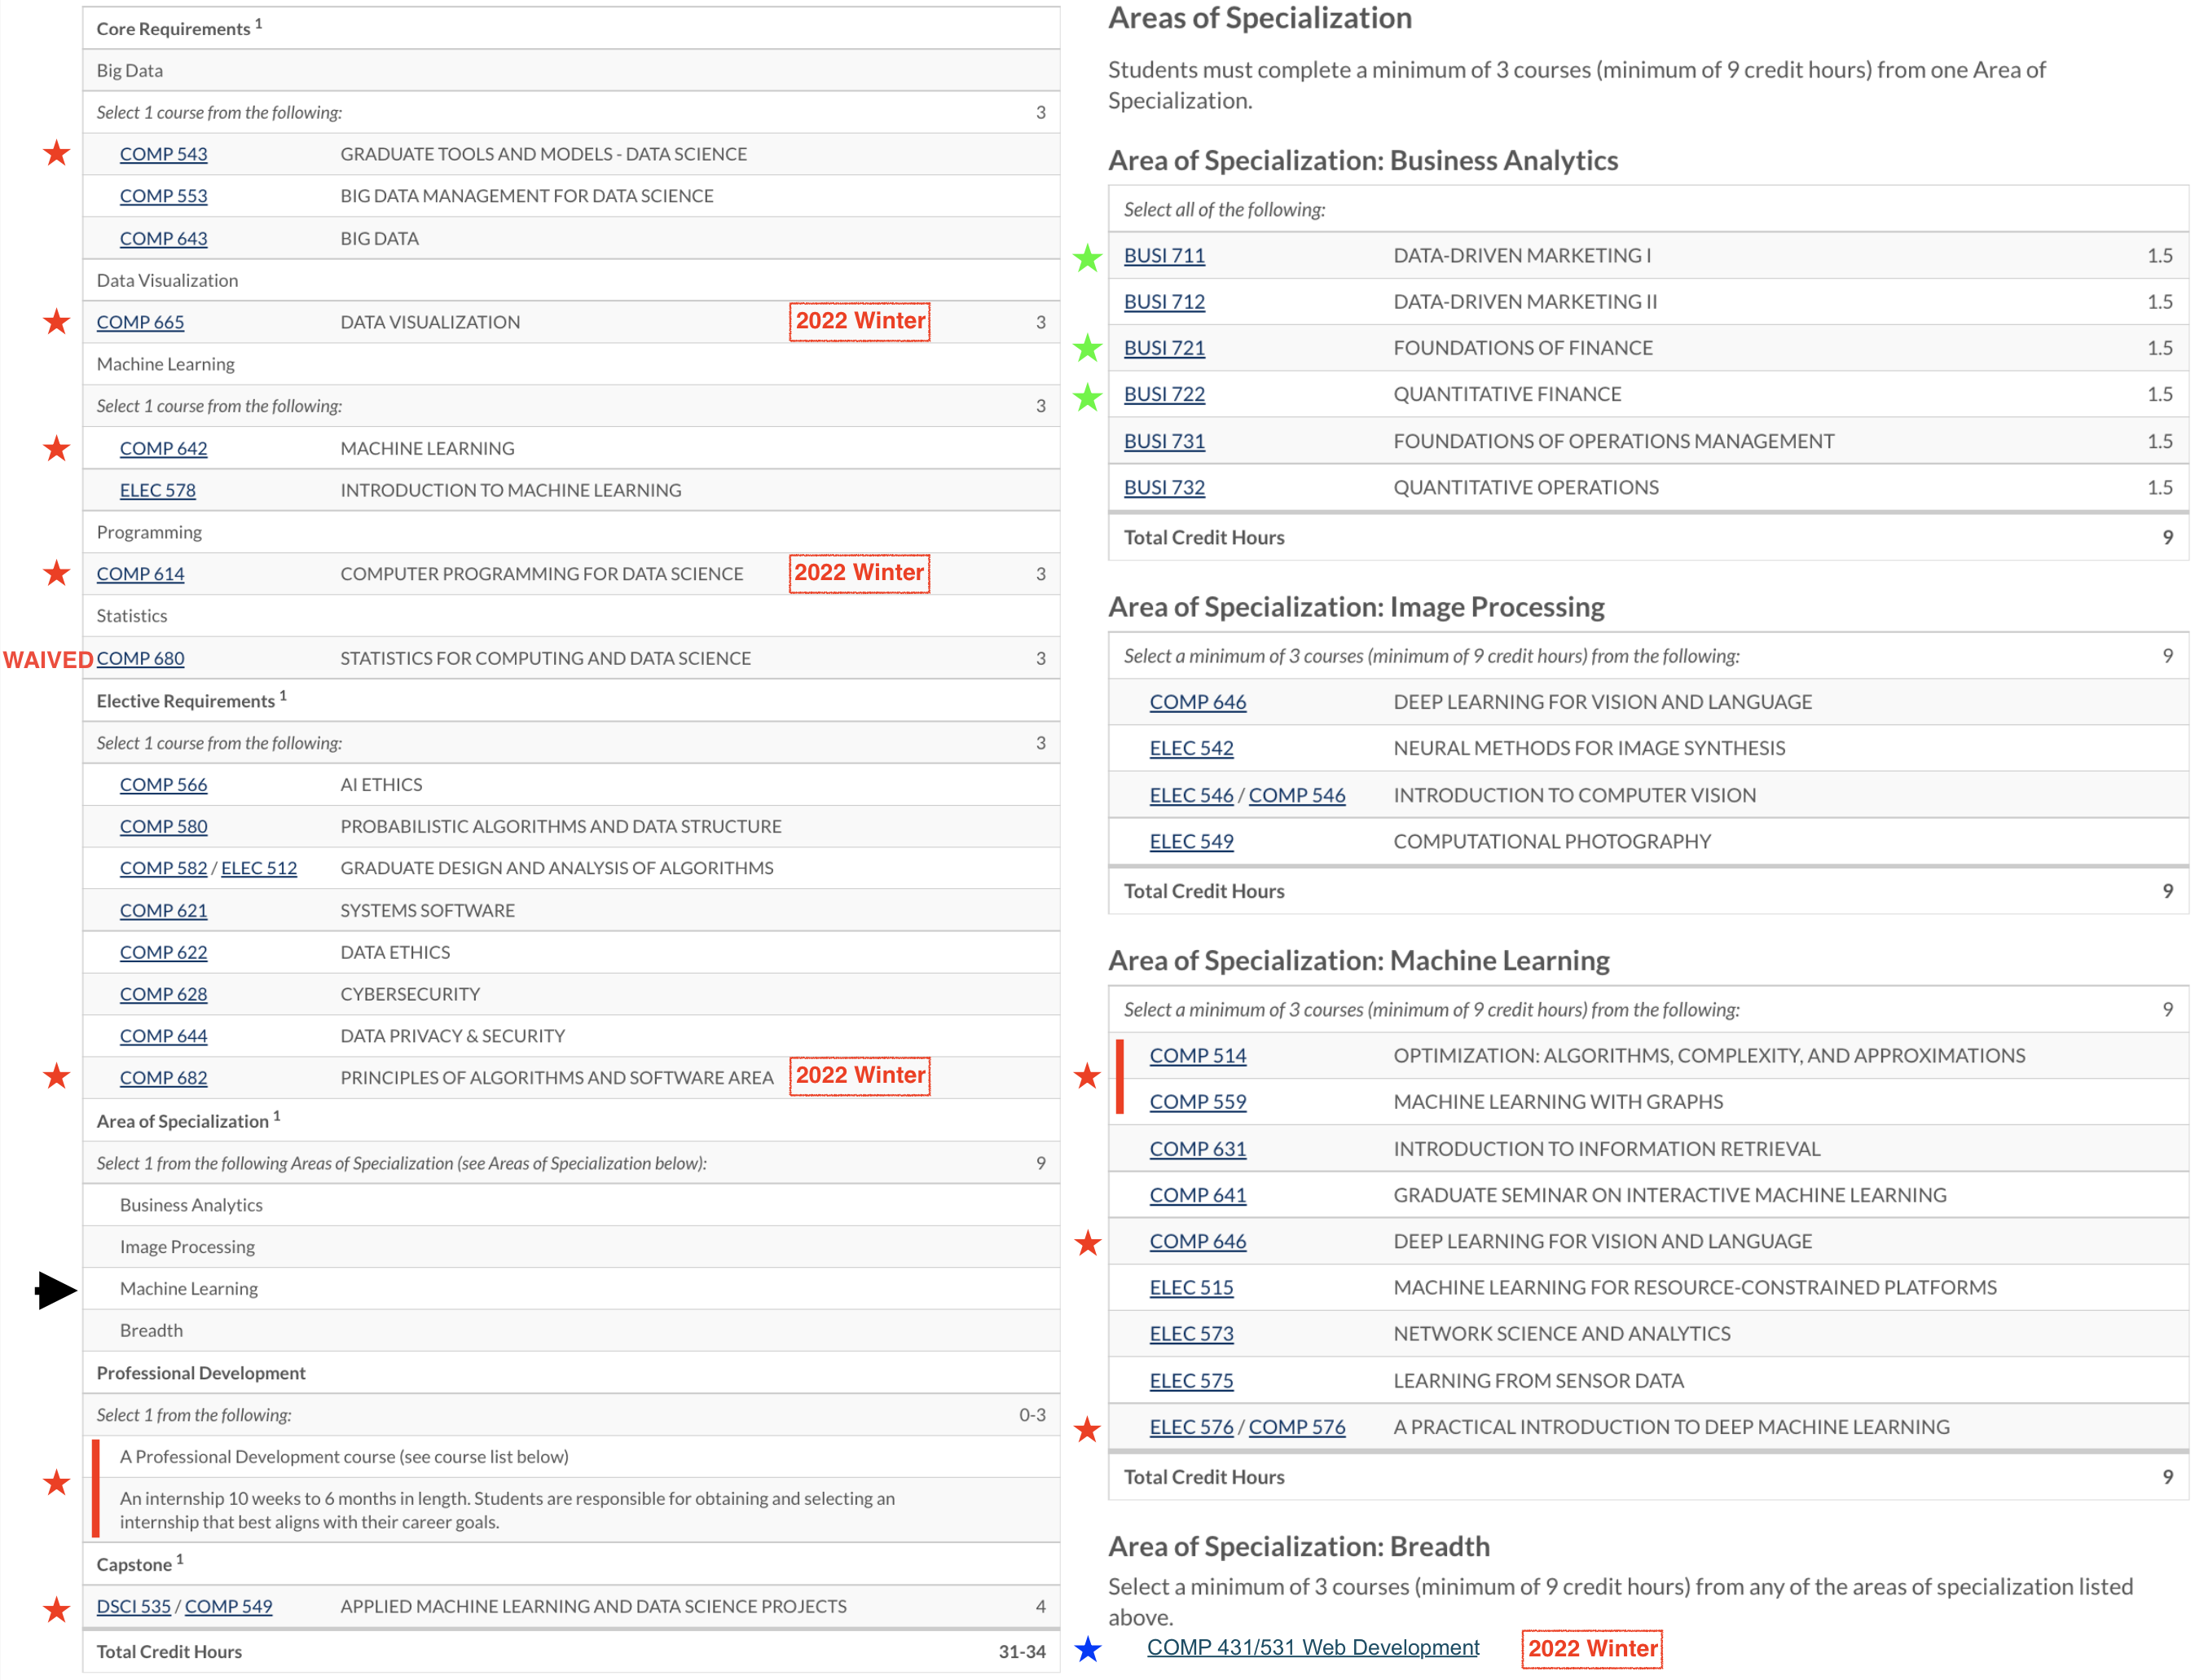 Core Requirements 1
Big Data
Select 1 course from the following: 3
COMP 543 GRADUATE TOOLS AND MODELS - DATA SCIENCE
COMP 553 BIG DATA MANAGEMENT FOR DATA SCIENCE
COMP 643 BIG DATA
Data Visualization
COMP 665 DATA VISUALIZATION 2022 Winter 3
Machine Learning
Select 1 course from the following: 3
COMP 642 MACHINE LEARNING
ELEC 578 INTRODUCTION TO MACHINE LEARNING
Programming
COMP 614 COMPUTER PROGRAMMING FOR DATA SCIENCE 2022 Winter 3
Statistics
WAIVED COMP 680 STATISTICS FOR COMPUTING AND DATA SCIENCE 3
Elective Requirements 1
Select 1 course from the following: 3
COMP 566 AI ETHICS
COMP 580 PROBABILISTIC ALGORITHMS AND DATA STRUCTURE
COMP 582 / ELEC 512 GRADUATE DESIGN AND ANALYSIS OF ALGORITHMS
COMP 621 SYSTEMS SOFTWARE
COMP 622 DATA ETHICS
COMP 628 CYBERSECURITY
COMP 644 DATA PRIVACY & SECURITY
COMP 682 PRINCIPLES OF ALGORITHMS AND SOFTWARE AREA 2022 Winter
Area of Specialization 1
Select 1 from the following Areas of Specialization (see Areas of Specialization below): 9
Business Analytics
Image Processing
Machine Learning
Breadth
Professional Development
Select 1 from the following: 0-3
A Professional Development course (see course list below)
An internship 10 weeks to 6 months in length. Students are responsible for obtaining and selecting an
internship that best aligns with their career goals.
Capstone 1
DSCI 535 / COMP 549 APPLIED MACHINE LEARNING AND DATA SCIENCE PROJECTS 4
Total Credit Hours 31-34
Areas of Specialization
Students must complete a minimum of 3 courses (minimum of 9 credit hours) from one Area of
Specialization.
Area of Specialization: Business Analytics
Select all of the following:
BUSI 711 DATA-DRIVEN MARKETING I 1.5
BUSI 712 DATA-DRIVEN MARKETING II 1.5
BUSI 721 FOUNDATIONS OF FINANCE 1.5
BUSI 722 QUANTITATIVE FINANCE 1.5
BUSI 731 FOUNDATIONS OF OPERATIONS MANAGEMENT 1.5
BUSI 732 QUANTITATIVE OPERATIONS 1.5
Total Credit Hours 9
Area of Specialization: Image Processing
Select a minimum of 3 courses (minimum of 9 credit hours) from the following: 9
COMP 646 DEEP LEARNING FOR VISION AND LANGUAGE
ELEC 542 NEURAL METHODS FOR IMAGE SYNTHESIS
ELEC 546 / COMP 546 INTRODUCTION TO COMPUTER VISION
ELEC 549 COMPUTATIONAL PHOTOGRAPHY
Total Credit Hours 9
Area of Specialization: Machine Learning
Select a minimum of 3 courses (minimum of 9 credit hours) from the following: 9
COMP 514 OPTIMIZATION: ALGORITHMS, COMPLEXITY, AND APPROXIMATIONS
COMP 559 MACHINE LEARNING WITH GRAPHS
COMP 631 INTRODUCTION TO INFORMATION RETRIEVAL
COMP 641 GRADUATE SEMINAR ON INTERACTIVE MACHINE LEARNING
COMP 646 DEEP LEARNING FOR VISION AND LANGUAGE
ELEC 515 MACHINE LEARNING FOR RESOURCE-CONSTRAINED PLATFORMS
ELEC 573 NETWORK SCIENCE AND ANALYTICS
ELEC 575 LEARNING FROM SENSOR DATA
ELEC 576 / COMP 576 A PRACTICAL INTRODUCTION TO DEEP MACHINE LEARNING
Total Credit Hours 9
Area of Specialization: Breadth
Select a minimum of 3 courses (minimum of 9 credit hours) from any of the areas of specialization listed
above.
COMP 431/531 Web Development 2022 Winter